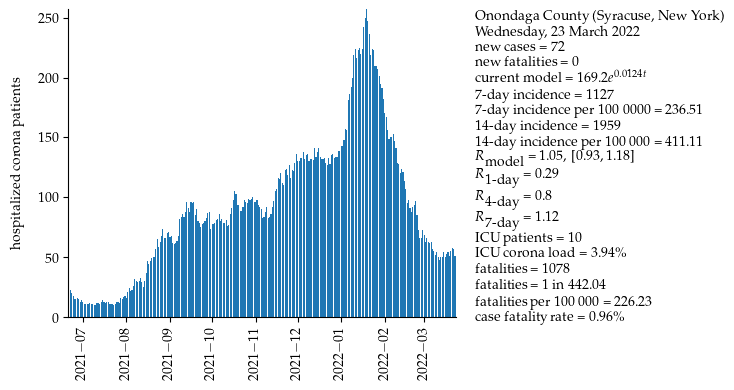 250
200
150
100
50
0
hospitalized corona patients
2021−07
2021−08
2021−09
2021−10
2021−11
2021−12
2022−01
2022−02
2022−03
Onondaga County (Syracuse, New York)
Wednesday, 23 March 2022
new cases = 72
new fatalities = 0
current model = 169.2e^0.0124t
7-day incidence = 1127
7-day incidence per 100 0000 = 236.51
14-day incidence = 1959
14-day incidence per 100 000 = 411.11
R_model = 1.05, [0.93, 1.18]
R_1-day = 0.29
R_4-day = 0.8
R_7-day = 1.12
ICU patients = 10
ICU corona load = 3.94%
fatalities = 1078
fatalities = 1 in 442.04
fatalities per 100 000 = 226.23
case fatality rate = 0.96%